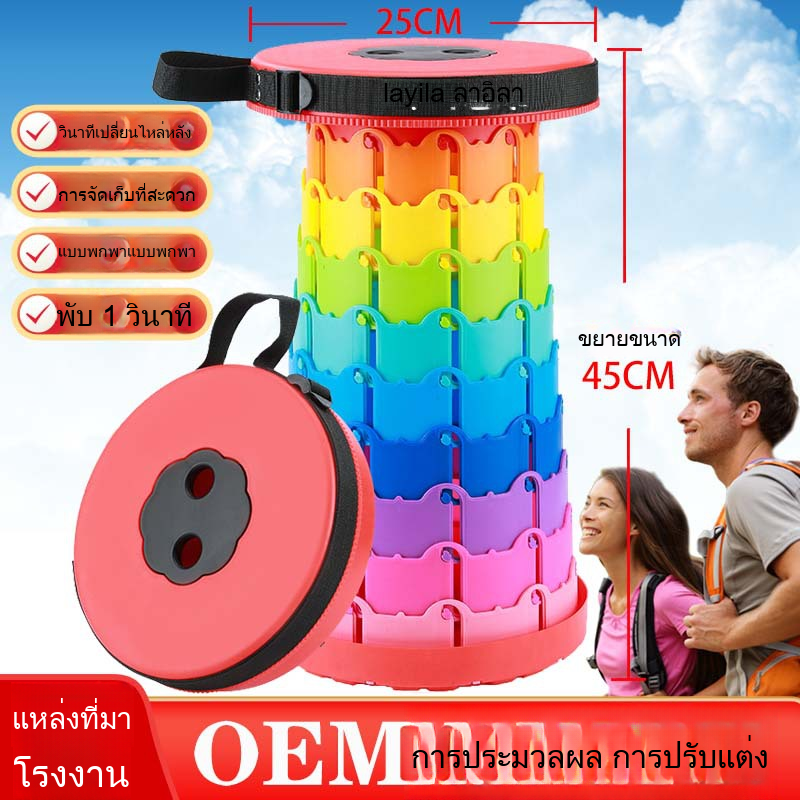 25CM
layila ลาอิลา
วินาทีเปลี่ยนไหล่หลัง
การจัดเก็บที่สะดวก
แบบพกพาแบบพกพา
พับ 1 วินาที
ขยายขนาด
45CM
แหล่งที่มา
โรงงาน
OEM
การประมวลผล การปรับแต่ง